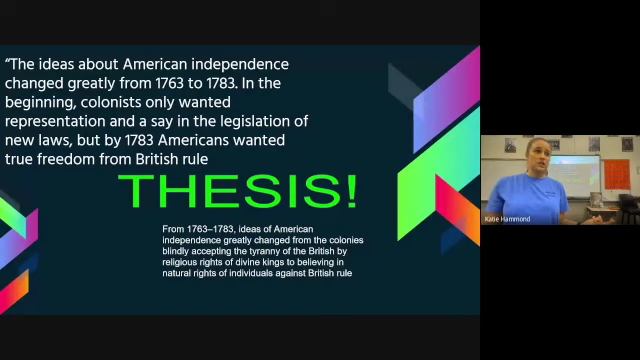 “The ideas about American independence
changed greatly from 1763 to 1783. In the
beginning, colonists only wanted
representation and a say in the legislation of
new laws, but by 1783 Americans wanted
true freedom from British rule
THESIS!
From 1763–1783, ideas of American
independence greatly changed from the colonies
blindly accepting the tyranny of the British by
religious rights of divine kings to believing in
natural rights of individuals against British rule
Katie Hammond